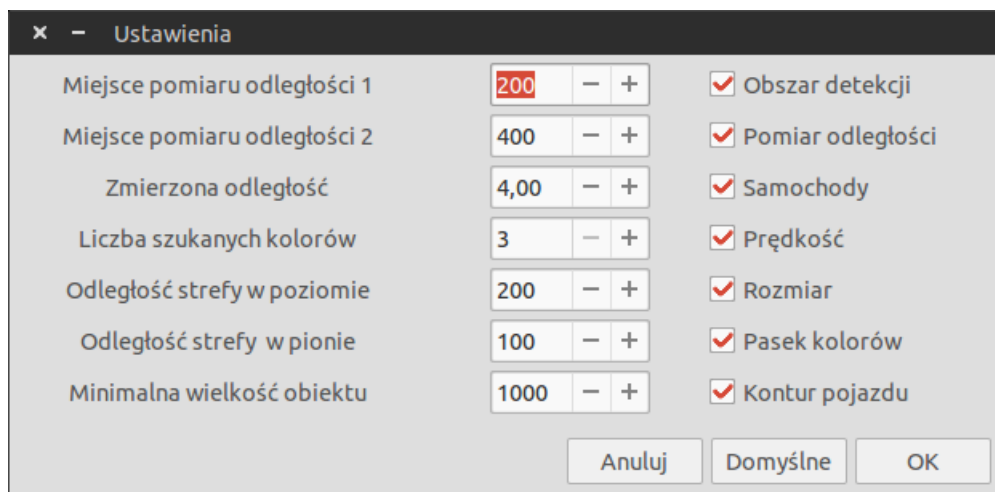 Ustawienia
Miejsce pomiaru odległości 1 200 Obszar detekcji
Miejsce pomiaru odległości 2 400 Pomiar odległości
Zmierzona odległość 4,00 Samochody
Liczba szukanych kolorów 3 Prędkość
Odległość strefy w poziomie 200 Rozmiar
Odległość strefy w pionie 100 Pasek kolorów
Minimalna wielkość obiektu 1000 Kontur pojazdu
Anuluj Domyślne OK